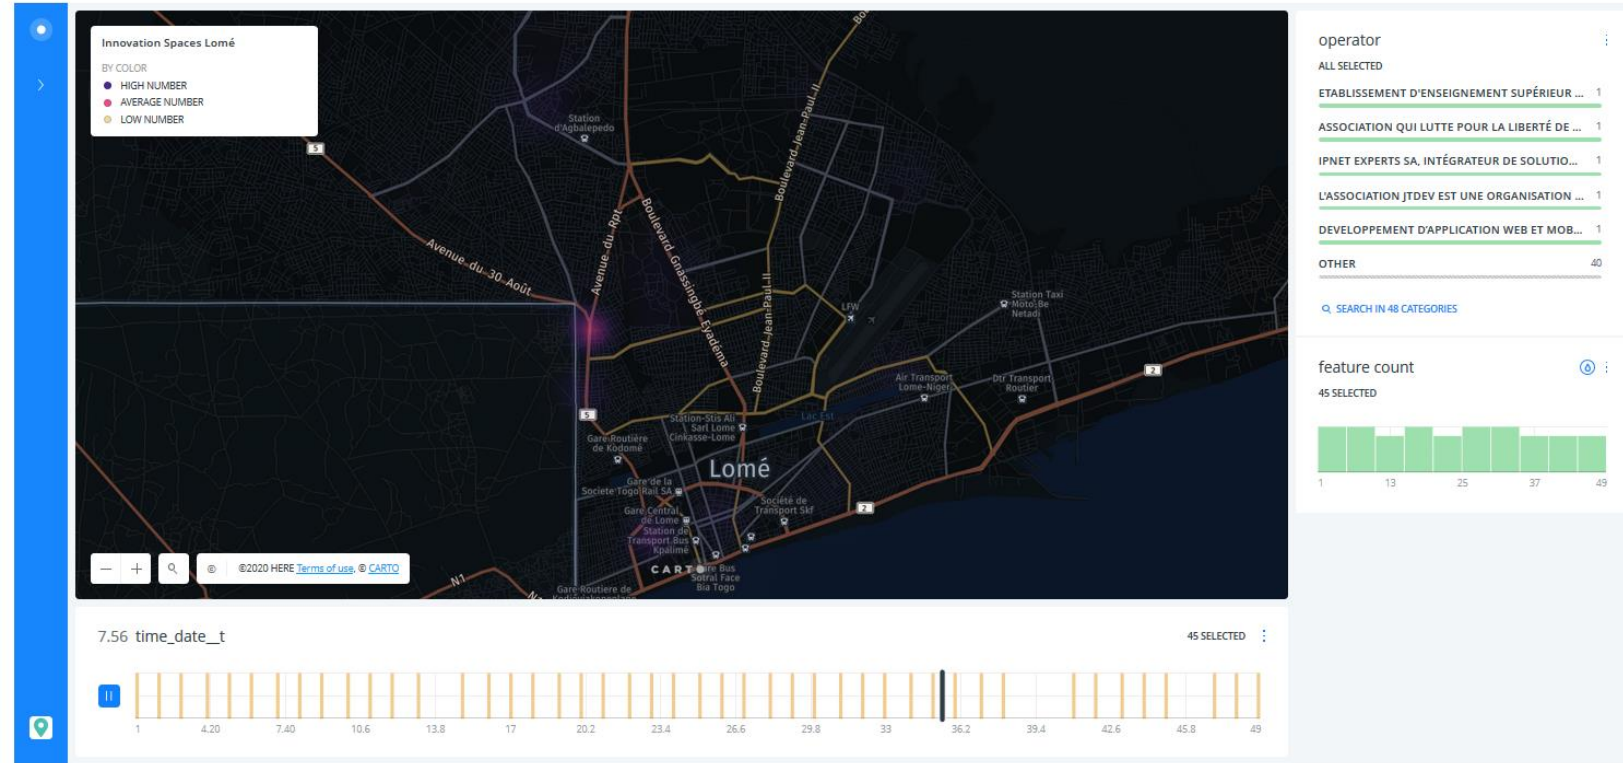 Innovation Spaces Lomé
BY COLOR
HIGH NUMBER
AVERAGE NUMBER
LOW NUMBER
Station
d'Agbalepedo
5
Avenue du 30 Août
Avenue du Rpt
Boulevard Gnassingbé Eyadéma
Boulevard Jean-Paul II
Boulevard Jean-Paul II
LFW
Station Taxi
Moto-Be
Netadi
2
Air Transport
Lome-Niger
Dtr Transport
Routier
Lac Est
5
Station-Stis Ali
Sarl Lome
Cinkasse-Lome
Gare Routière
de Kodomé
Lomé
Gare de la
Societe Togo Rail SA
Société de
Transport Skf
2
Gare Central
de Lome
Station de
Transport Bus
Kpalimé
Gare Bus
Sotral Face
Bia Togo
CARTO
N1
Gare-Routiere de
− + © ©2020 HERE Terms of use, © CARTO
operator
ALL SELECTED
ETABLISSEMENT D'ENSEIGNEMENT SUPÉRIEUR ... 1
ASSOCIATION QUI LUTTE POUR LA LIBERTÉ DE ... 1
IPNET EXPERTS SA, INTÉGRATEUR DE SOLUTIO... 1
L'ASSOCIATION JTDEV EST UNE ORGANISATION ... 1
DEVELOPPEMENT D'APPLICATION WEB ET MOB... 1
OTHER 40
SEARCH IN 48 CATEGORIES
feature count
45 SELECTED
1 13 25 37 49
7.56 time_date__t 45 SELECTED
1 4.20 7.40 10.6 13.8 17 20.2 23.4 26.6 29.8 33 36.2 39.4 42.6 45.8 49